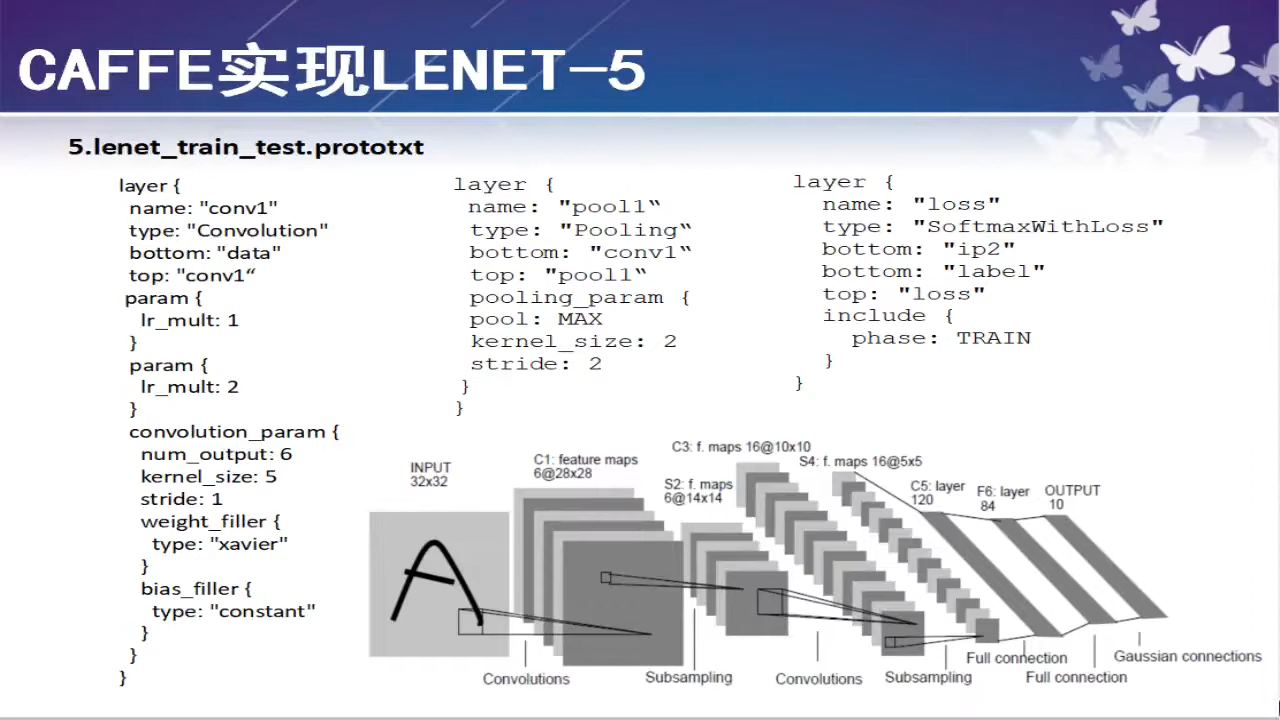 CAFFE实现LENET-5
5.lenet_train_test.prototxt
layer {
name: "conv1"
type: "Convolution"
bottom: "data"
top: "conv1“
param {
lr_mult: 1
}
param {
lr_mult: 2
}
convolution_param {
num_output: 6
kernel_size: 5
stride: 1
weight_filler {
type: "xavier"
}
bias_filler {
type: "constant"
}
}
}
layer {
name: "pool1“
type: "Pooling“
bottom: "conv1“
top: "pool1“
pooling_param {
pool: MAX
kernel_size: 2
stride: 2
}
}
layer {
name: "loss"
type: "SoftmaxWithLoss"
bottom: "ip2"
bottom: "label"
top: "loss"
include {
phase: TRAIN
}
}
INPUT
32x32
C1: feature maps
6@28x28
S2: f. maps
6@14x14
C3: f. maps 16@10x10
S4: f. maps 16@5x5
C5: layer
120
F6: layer
84
OUTPUT
10
Convolutions
Subsampling
Convolutions
Subsampling
Full connection
Full connection
Gaussian connections